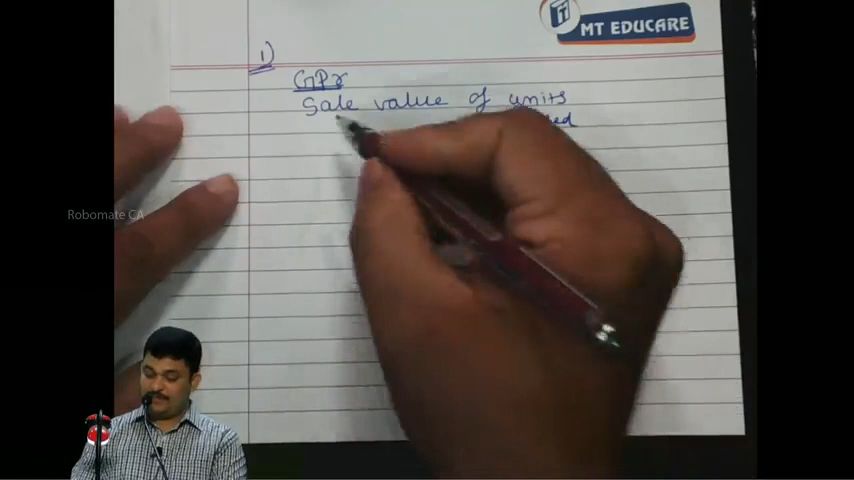 MT EDUCARE
1)
GPr
Sale value of units
Robomate CA